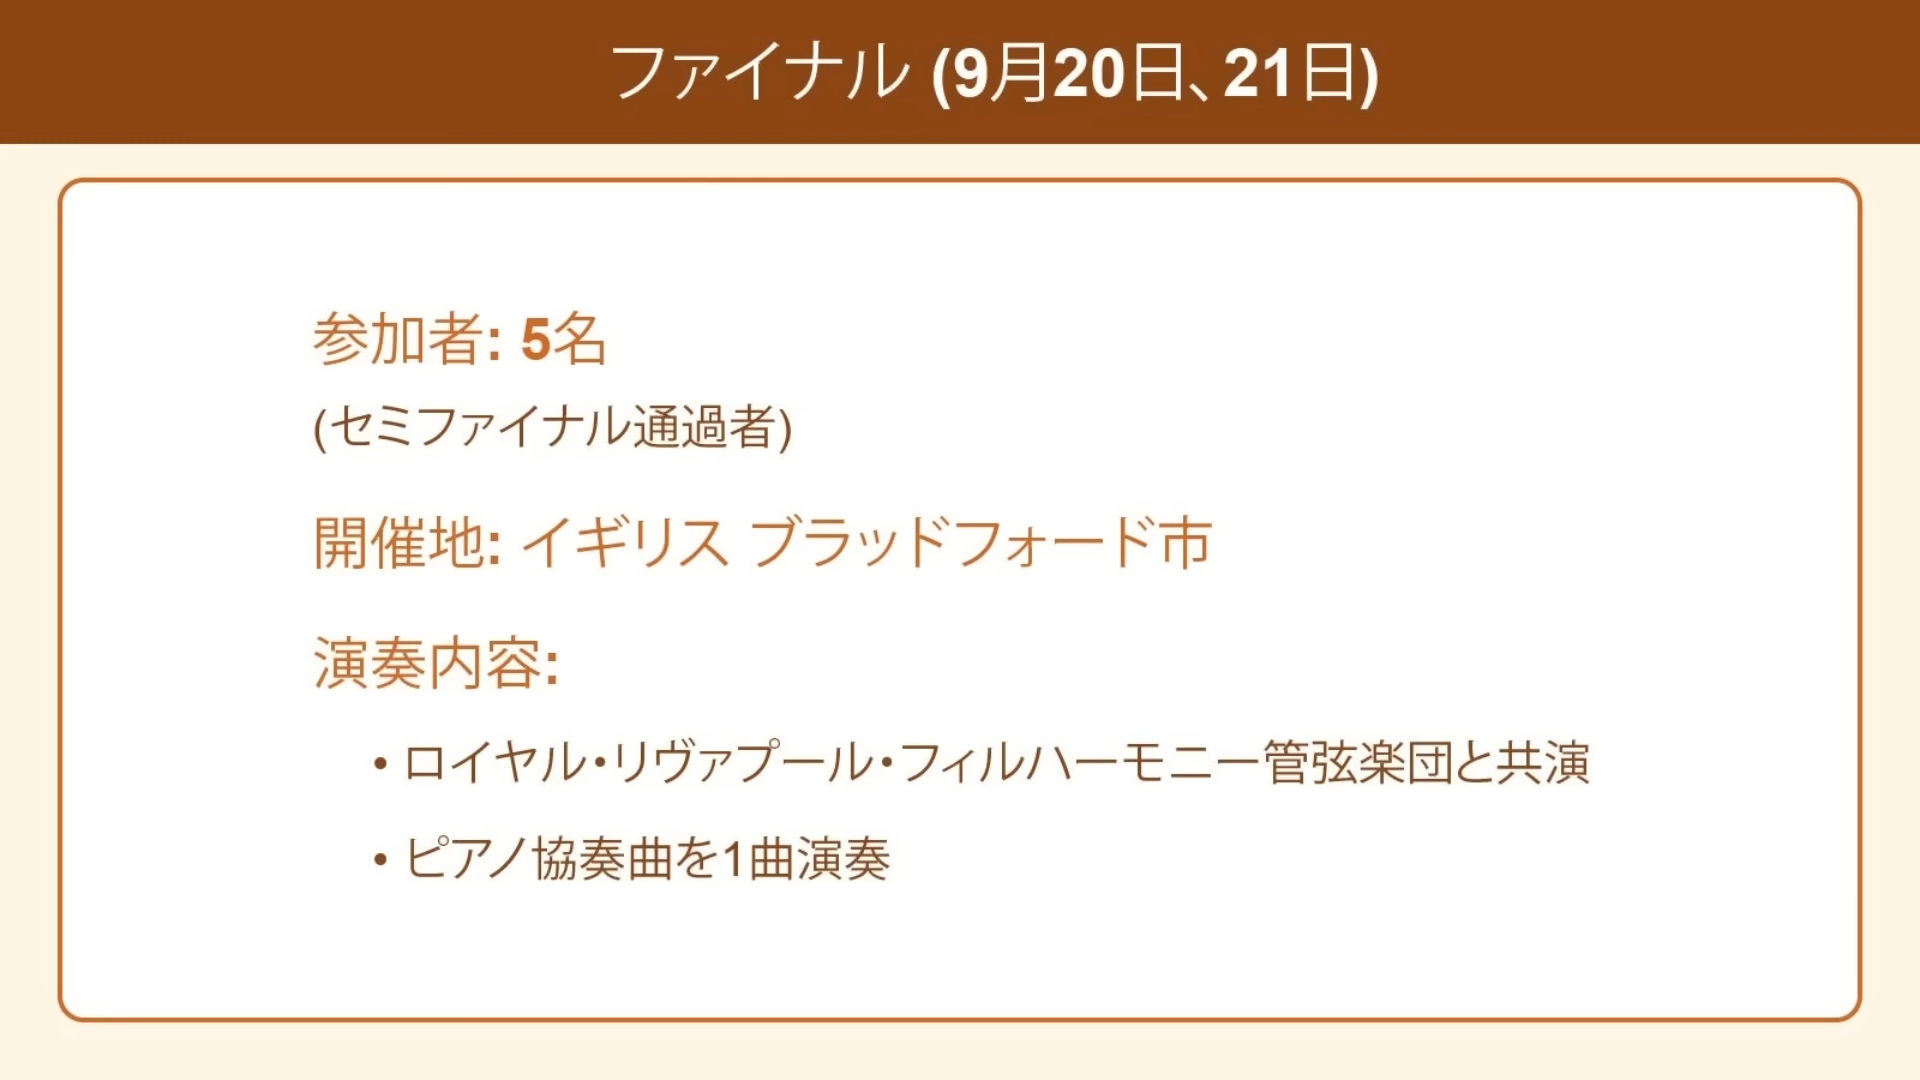 ファイナル (9月20日、21日)
参加者: 5名
(セミファイナル通過者)
開催地: イギリス ブラッドフォード市
演奏内容:
• ロイヤル・リヴァプール・フィルハーモニー管弦楽団と共演
• ピアノ協奏曲を1曲演奏